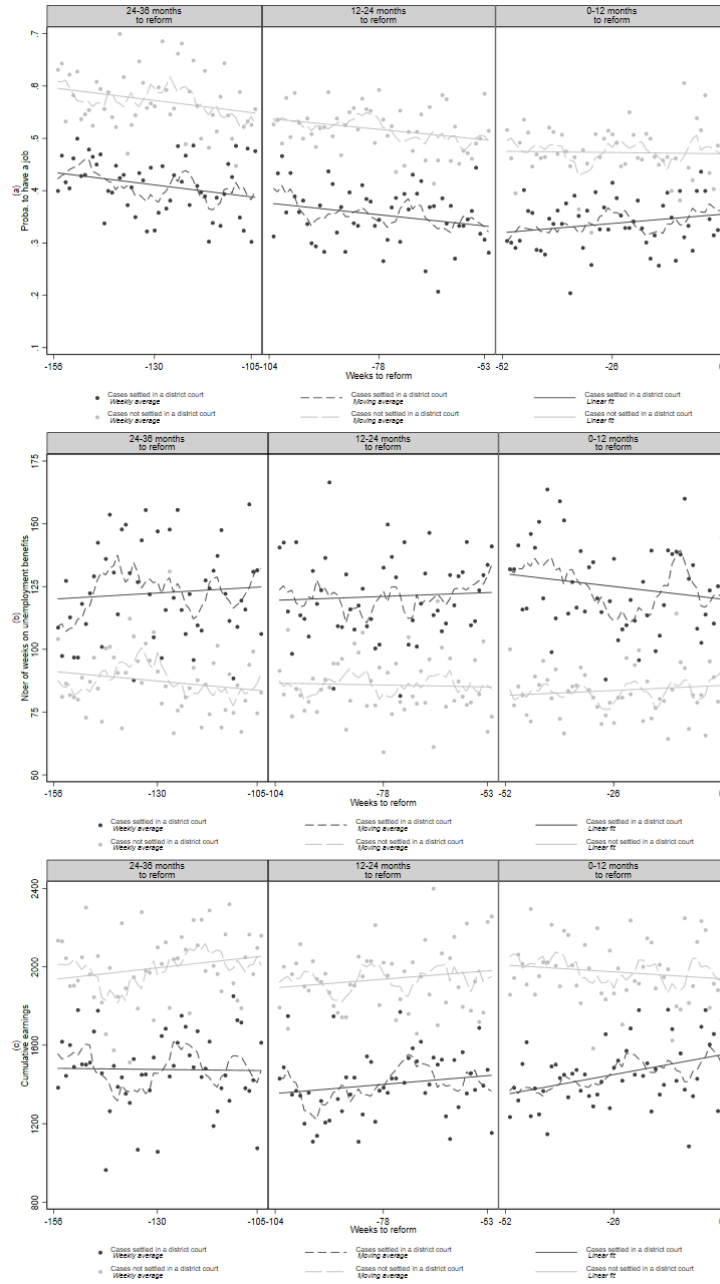 24-36 months
to reform
12-24 months
to reform
0-12 months
to reform
(a)
Proba. to have a job
.7
.6
.5
.4
.3
.2
.1
-156
-130
-105
-104
-78
-53
-52
-26
Weeks to reform
Cases settled in a district court
Weekly average
Cases settled in a district court
Moving average
Cases settled in a district court
Linear fit
Cases not settled in a district court
Weekly average
Cases not settled in a district court
Moving average
Cases not settled in a district court
Linear fit
24-36 months
to reform
12-24 months
to reform
0-12 months
to reform
(b)
Nber of weeks on unemployment benefits
175
150
125
100
75
50
-156
-130
-105
-104
-78
-53
-52
-26
Weeks to reform
Cases settled in a district court
Weekly average
Cases settled in a district court
Moving average
Cases settled in a district court
Linear fit
Cases not settled in a district court
Weekly average
Cases not settled in a district court
Moving average
Cases not settled in a district court
Linear fit
24-36 months
to reform
12-24 months
to reform
0-12 months
to reform
(c)
Cumulative earnings
2400
2000
1600
1200
800
-156
-130
-105
-104
-78
-53
-52
-26
Weeks to reform
Cases settled in a district court
Weekly average
Cases settled in a district court
Moving average
Cases settled in a district court
Linear fit
Cases not settled in a district court
Weekly average
Cases not settled in a district court
Moving average
Cases not settled in a district court
Linear fit